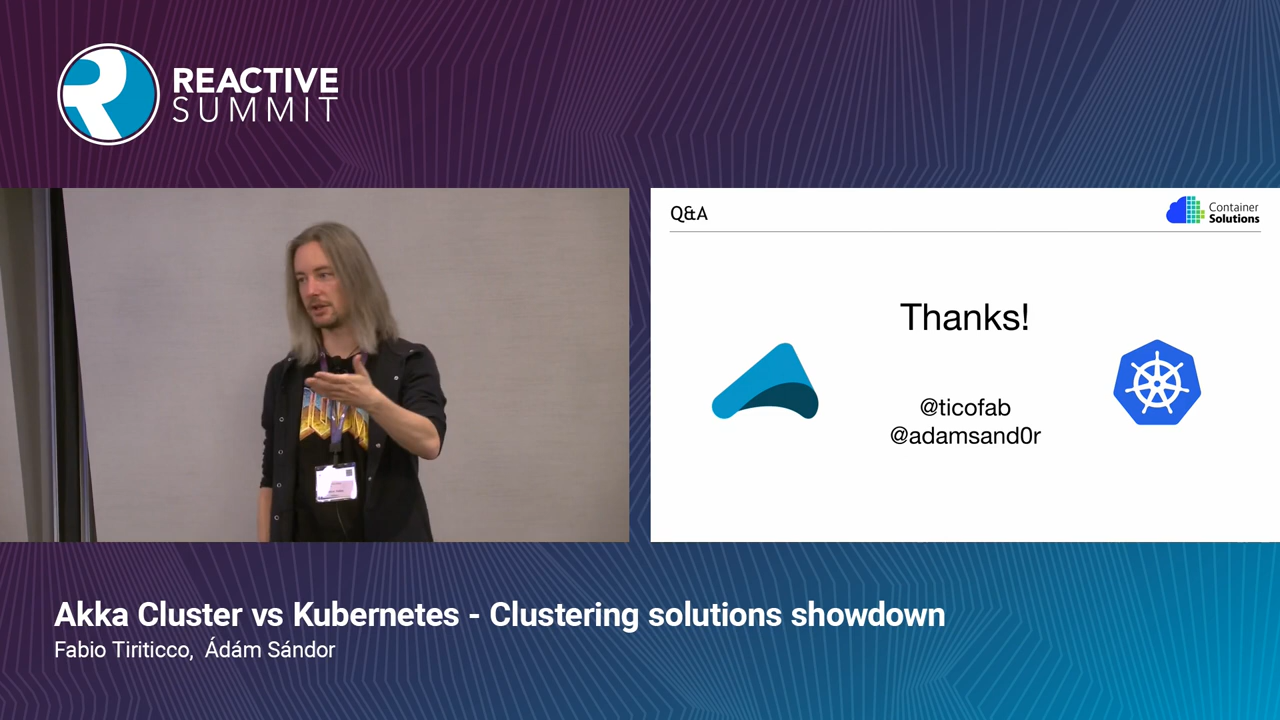 REACTIVE
SUMMIT
Q&A
Container
Solutions
Thanks!
@ticofab
@adamsand0r
Akka Cluster vs Kubernetes - Clustering solutions showdown
Fabio Tiriticco, Ádám Sándor